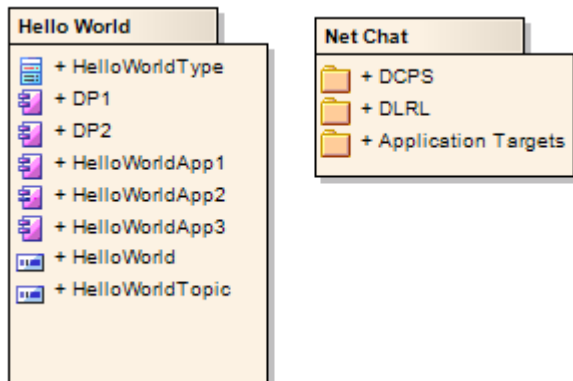 Hello World
+ HelloWorldType
+ DP1
+ DP2
+ HelloWorldApp1
+ HelloWorldApp2
+ HelloWorldApp3
+ HelloWorld
+ HelloWorldTopic
Net Chat
+ DCPS
+ DLRL
+ Application Targets